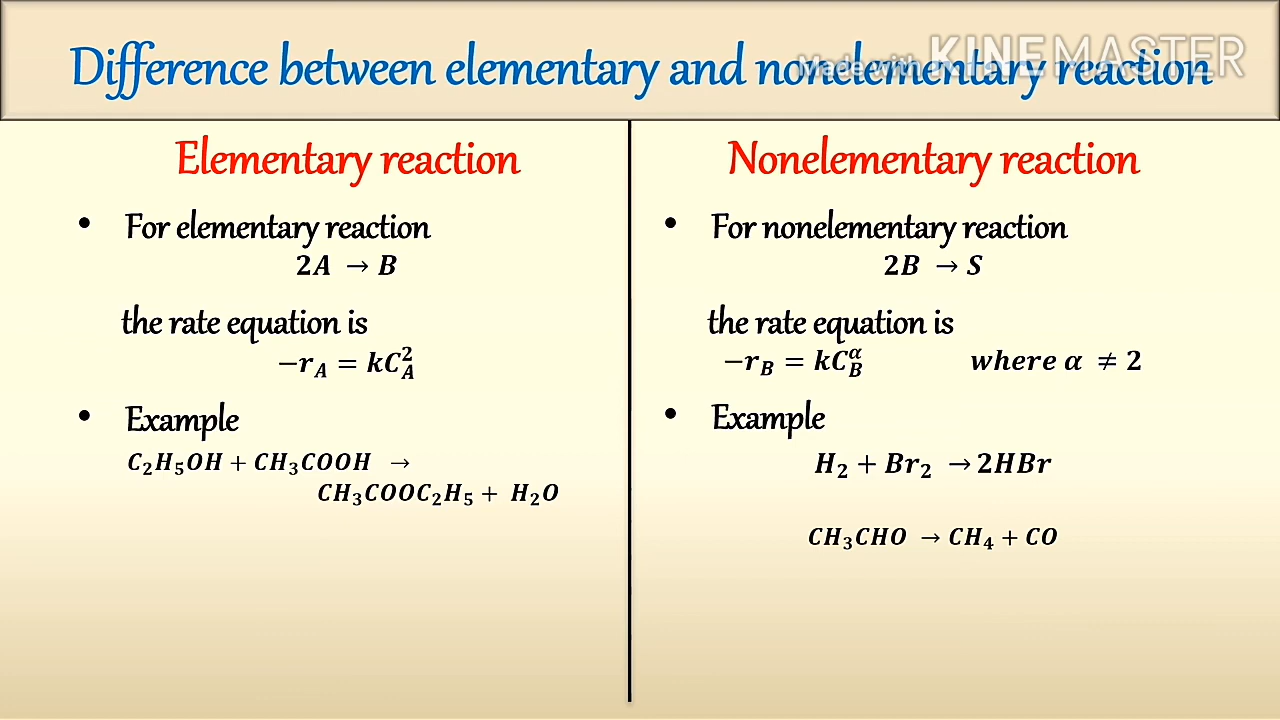 Difference between elementary and nonelementary reaction
Made with KINEMASTER
Elementary reaction
• For elementary reaction
2A → B
the rate equation is
−r_A = kC_A^2
• Example
C₂H₅OH + CH₃COOH →
CH₃COOC₂H₅ + H₂O
Nonelementary reaction
• For nonelementary reaction
2B → S
the rate equation is
−r_B = kC_B^α where α ≠ 2
• Example
H₂ + Br₂ → 2HBr
CH₃CHO → CH₄ + CO